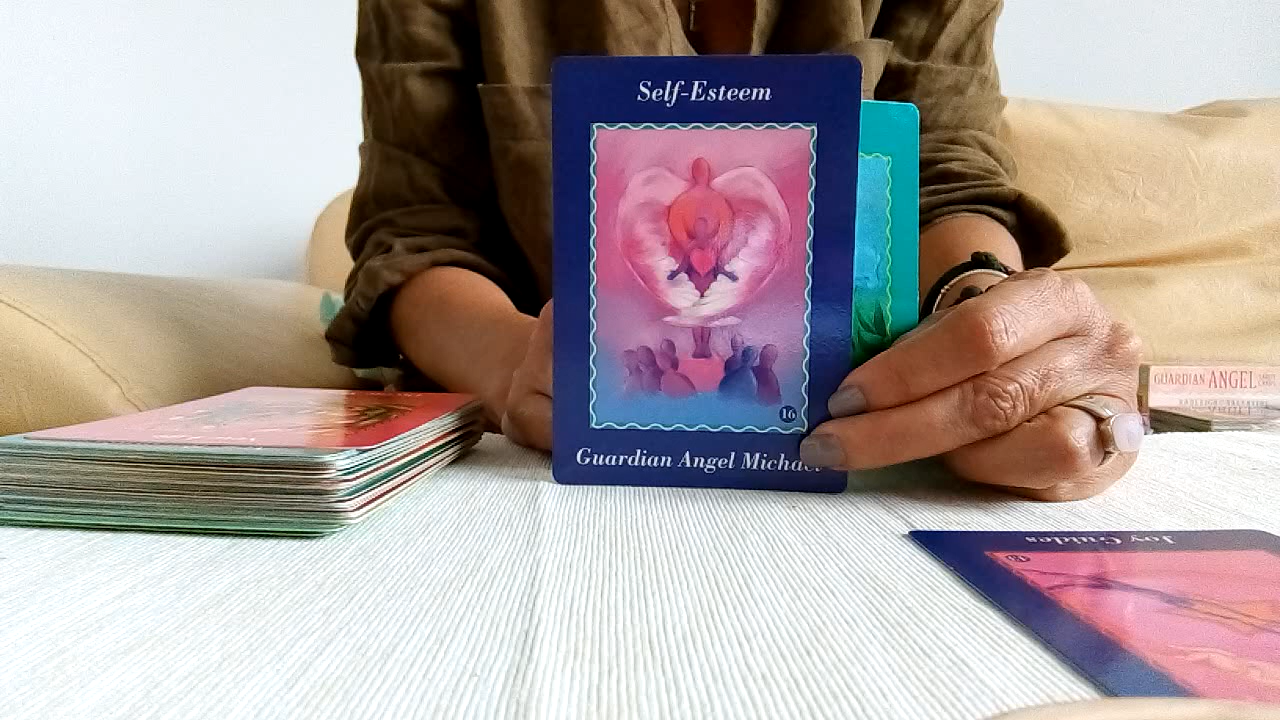 Self-Esteem
16
Guardian Angel Michael
GUARDIAN ANGEL
Joy Guides